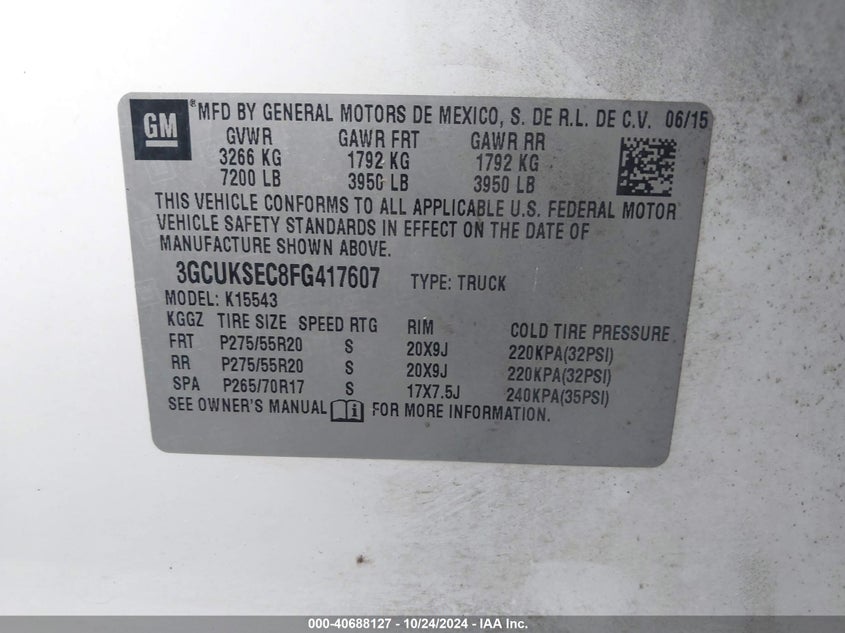 GM
® MFD BY GENERAL MOTORS DE MEXICO, S. DE R.L. DE C.V. 06/15
GVWR GAWR FRT GAWR RR
3266 KG 1792 KG 1792 KG
7200 LB 3950 LB 3950 LB
THIS VEHICLE CONFORMS TO ALL APPLICABLE U.S. FEDERAL MOTOR
VEHICLE SAFETY STANDARDS IN EFFECT ON THE DATE OF
MANUFACTURE SHOWN ABOVE.
3GCUKSEC8FG417607 TYPE: TRUCK
MODEL: K15543
KGGZ TIRE SIZE SPEED RTG RIM COLD TIRE PRESSURE
FRT P275/55R20 S 20X9J 220KPA(32PSI)
RR P275/55R20 S 20X9J 220KPA(32PSI)
SPA P265/70R17 S 17X7.5J 240KPA(35PSI)
SEE OWNER'S MANUAL FOR MORE INFORMATION.
000-40688127 - 10/24/2024 - IAA Inc.